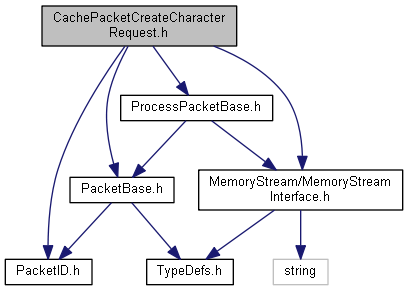 CachePacketCreateCharacter
Request.h
ProcessPacketBase.h
PacketBase.h
MemoryStream/MemoryStream
Interface.h
PacketID.h
TypeDefs.h
string